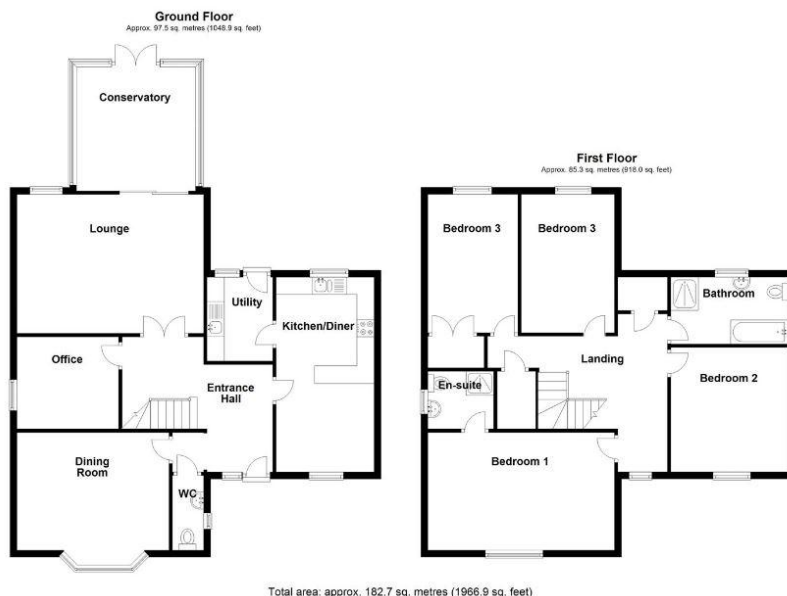 Ground Floor
Approx. 97.5 sq. metres (1048.9 sq. feet)
Conservatory
Lounge
Utility
Kitchen/Diner
Office
Entrance
Hall
Dining
Room
WC
First Floor
Approx. 85.3 sq. metres (918.0 sq. feet)
Bedroom 3
Bedroom 3
Bathroom
Landing
En-suite
Bedroom 2
Bedroom 1
Total area: approx. 182.7 sq. metres (1966.9 sq. feet)